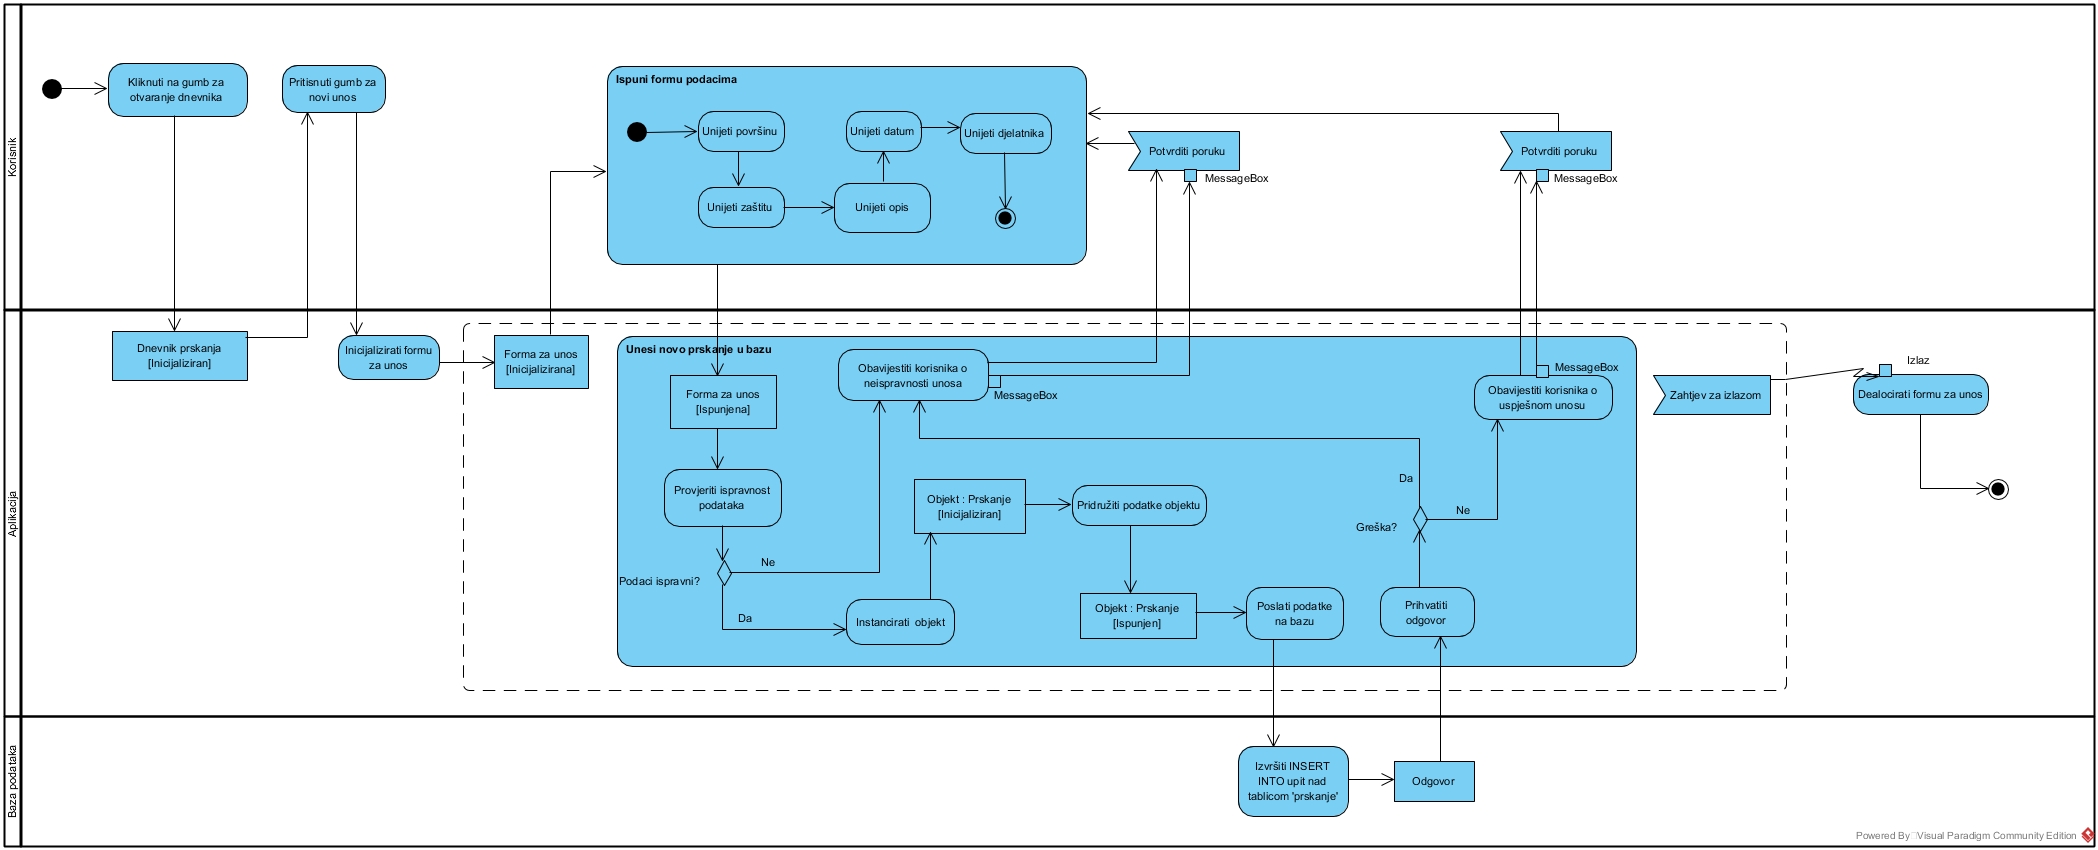 Korisnik
Kliknuti na gumb za
otvaranje dnevnika
Pritisnuti gumb za
novi unos
Ispuni formu podacima
Unijeti površinu
Unijeti zaštitu
Unijeti opis
Unijeti datum
Unijeti djelatnika
Potvrditi poruku
MessageBox
Potvrditi poruku
MessageBox
Aplikacija
Dnevnik prskanja
[Inicijaliziran]
Inicijalizirati formu
za unos
Forma za unos
[Inicijalizirana]
Unesi novo prskanje u bazu
Forma za unos
[Ispunjena]
Provjeriti ispravnost
podataka
Podaci ispravni?
Ne
Da
Obavijestiti korisnika o
neispravnosti unosa
MessageBox
Instancirati objekt
Objekt : Prskanje
[Inicijaliziran]
Pridružiti podatke objektu
Objekt : Prskanje
[Ispunjen]
Poslati podatke
na bazu
Prihvatiti
odgovor
Greška?
Da
Ne
MessageBox
Obavijestiti korisnika o
uspješnom unosu
Zahtjev za izlazom
Izlaz
Dealocirati formu za unos
Baza podataka
Izvršiti INSERT
INTO upit nad
tablicom 'prskanje'
Odgovor
Powered By Visual Paradigm Community Edition